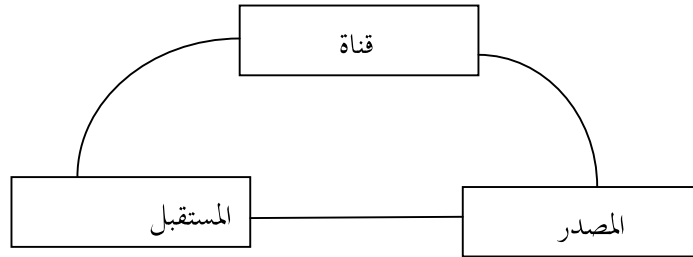 قناة
المصدر
المستقبل